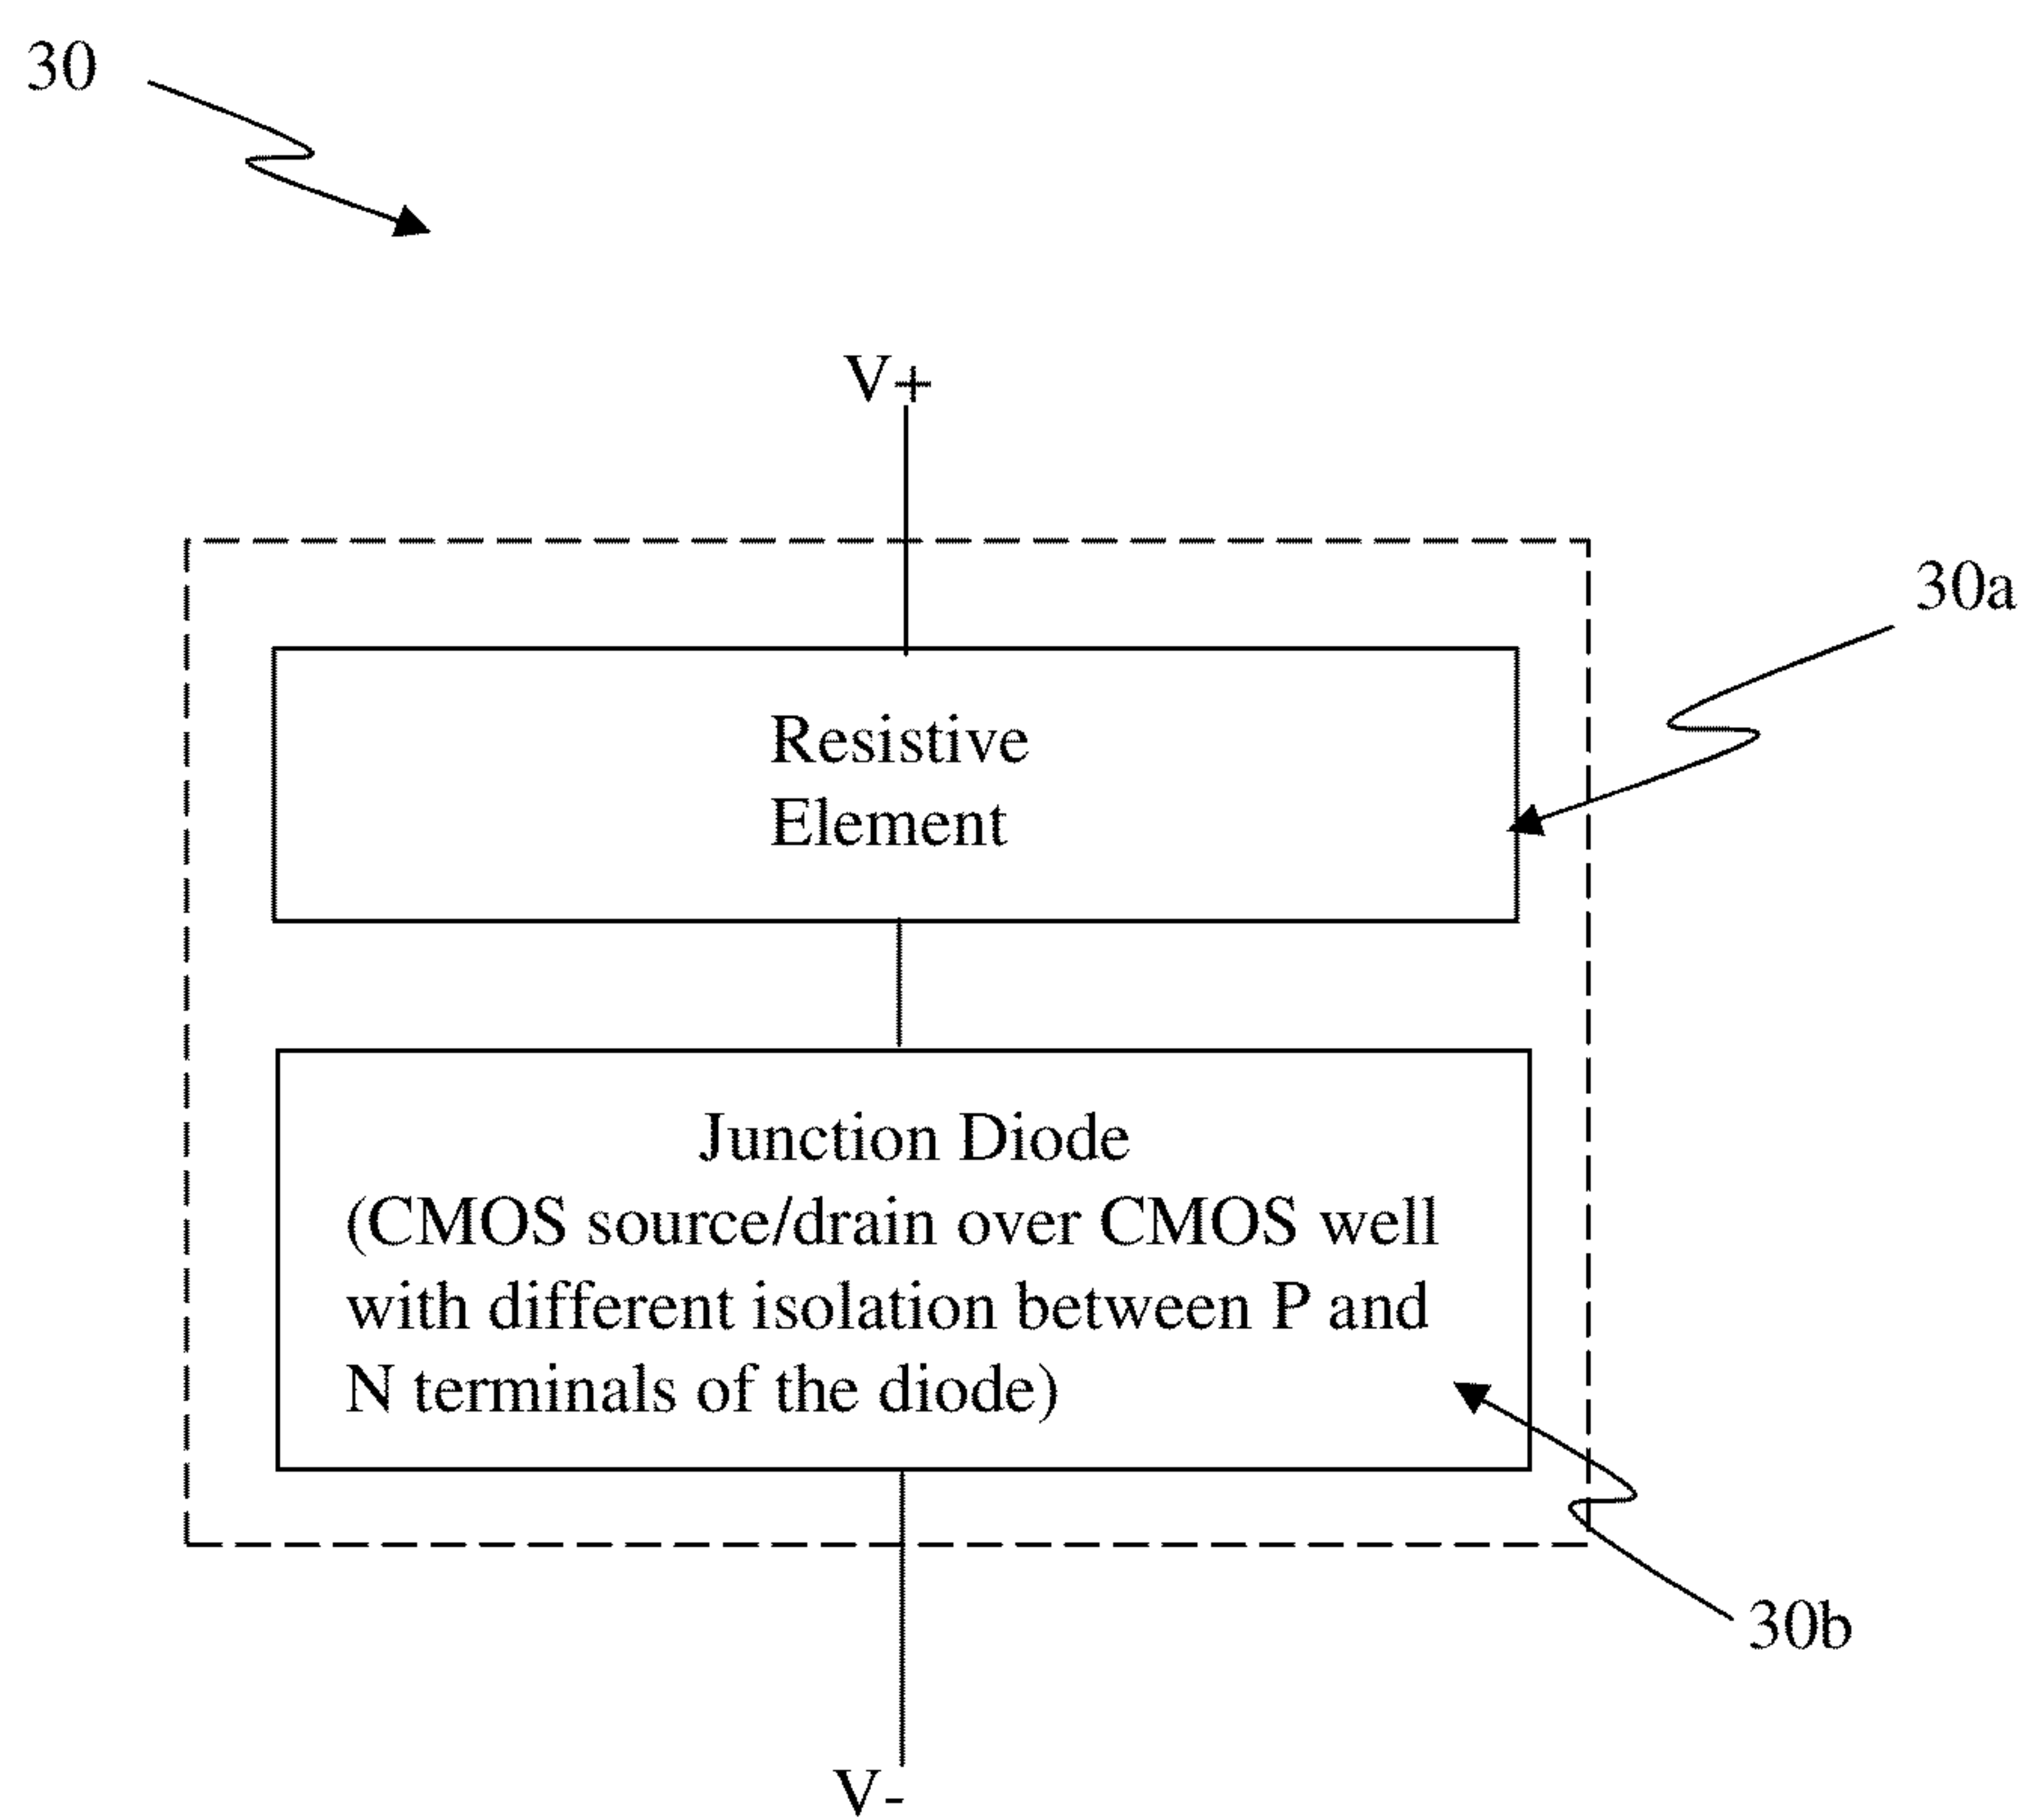 30
V+
30a
Resistive
Element
Junction Diode
(CMOS source/drain over CMOS well
with different isolation between P and
N terminals of the diode)
30b
V-